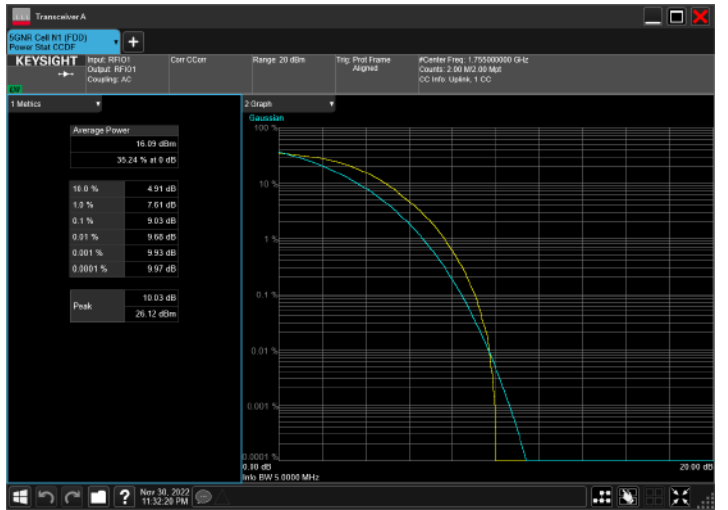 Transceiver A
5GNR Cell N1 (FDD)
Power Stat CCDF
KEYSIGHT
Input: RFIO1
Output: RFIO1
Coupling: AC
Corr CCorr
Range: 20 dBm
Trig: Prot Frame
Aligned
#Center Freq: 1.755000000 GHz
Counts: 2.00 M/2.00 Mpt
CC Info: Uplink, 1 CC
1 Metrics
Average Power
16.09 dBm
35.24 % at 0 dB
10.0 % 4.91 dB
1.0 % 7.61 dB
0.1 % 9.03 dB
0.01 % 9.68 dB
0.001 % 9.93 dB
0.0001 % 9.97 dB
Peak
10.03 dB
26.12 dBm
2 Graph
Gaussian
100 %
10 %
1 %
0.1 %
0.01 %
0.001 %
0.0001 %
0.00 dB
20.00 dB
Info BW 5.0000 MHz
Nov 30, 2022
11:32:20 PM